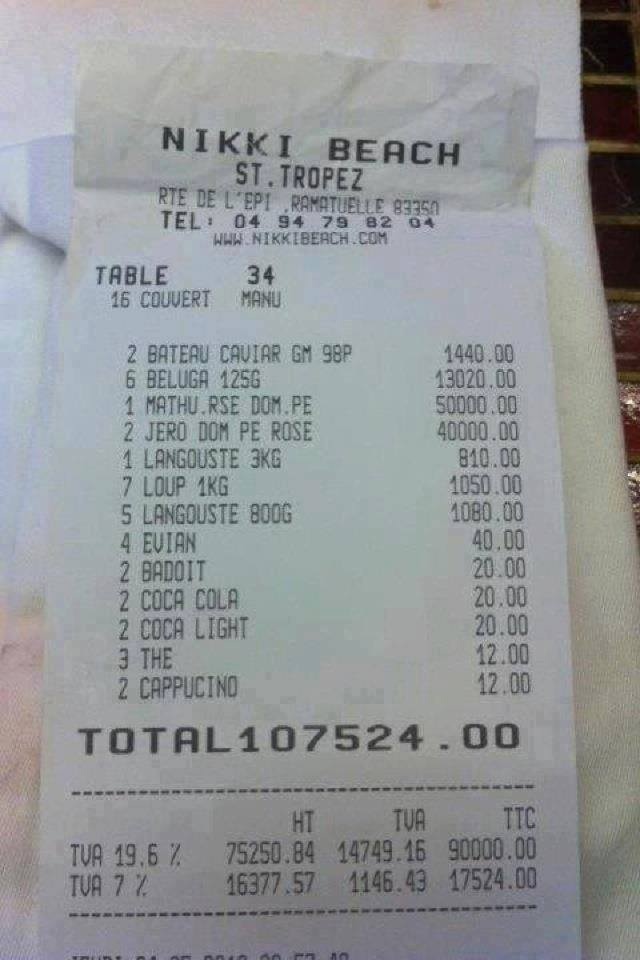 NIKKI BEACH
ST.TROPEZ
RTE DE L'EPI ,RAMATUELLE 83350
TEL: 04 94 79 82 04
WWW.NIKKIBEACH.COM
TABLE 34
16 COUVERT MANU
2 BATEAU CAVIAR GM 98P 1440.00
6 BELUGA 125G 13020.00
1 MATHU.RSE DOM.PE 50000.00
2 JERO DOM PE ROSE 40000.00
1 LANGOUSTE 3KG 810.00
7 LOUP 1KG 1050.00
5 LANGOUSTE 800G 1080.00
4 EVIAN 40.00
2 BADOIT 20.00
2 COCA COLA 20.00
2 COCA LIGHT 20.00
3 THE 12.00
2 CAPPUCINO 12.00
TOTAL107524.00
HT TVA TTC
TVA 19.6 % 75250.84 14749.16 90000.00
TVA 7 % 16377.57 1146.43 17524.00